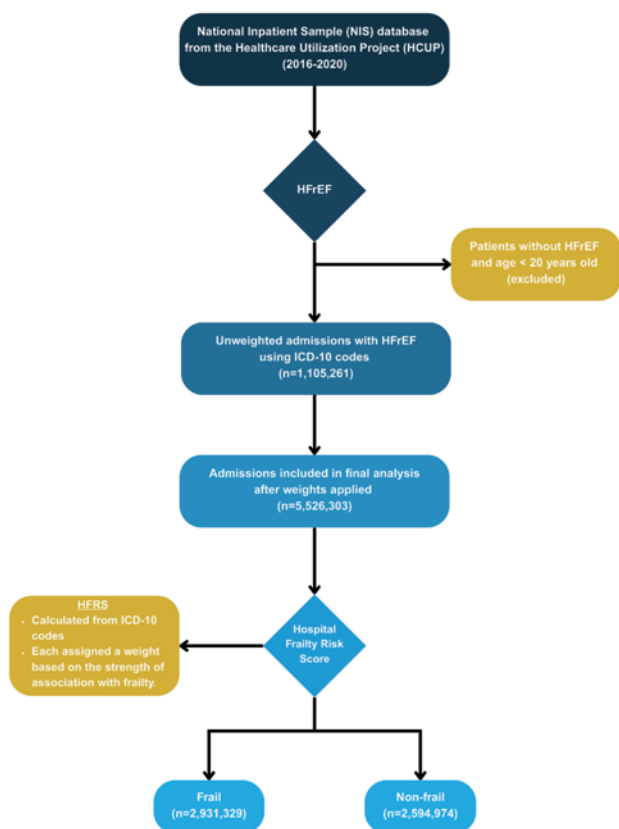 National Inpatient Sample (NIS) database
from the Healthcare Utilization Project (HCUP)
(2016-2020)
HFrEF
Patients without HFrEF
and age < 20 years old
(excluded)
Unweighted admissions with HFrEF
using ICD-10 codes
(n=1,105,261)
Admissions included in final analysis
after weights applied
(n=5,526,303)
HFRS
• Calculated from ICD-10
codes
• Each assigned a weight
based on the strength of
association with frailty.
Hospital
Frailty Risk
Score
Frail
(n=2,931,329)
Non-frail
(n=2,594,974)